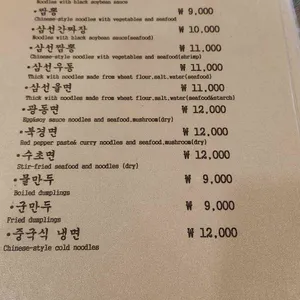 Noodles with black soybean sauce
·짬뽕 ₩ 9,000
Chinese-style noodles with vegetables and seafood
·삼선간짜장 ₩ 10,000
Noodles with black soybean sauce(seafood)
·삼선짬뽕 ₩ 11,000
Chinese-style noodles with vegetables and seafood(shrimp)
·삼선우동 ₩ 11,000
Thick with noodles made from wheat flour,salt,water(seafood)
·삼선울면 ₩ 11,000
Thick with noodles made from wheat flour,salt,water(seafood&starch)
·광동면 ₩ 12,000
Egg&soy sauce noodles and seafood,mushroom(dry)
·북경면 ₩ 12,000
Red pepper paste& curry noodles and seafood,mushroom(dry)
·수초면 ₩ 12,000
Stir-fried seafood and noodles (dry)
·물만두 ₩ 9,000
Boiled dumplings
·군만두 ₩ 9,000
Fried dumplings
·중국식 냉면 ₩ 12,000
Chinese-style cold noodles